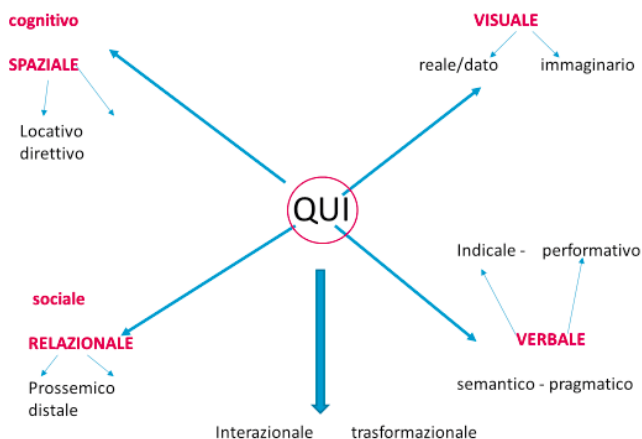 cognitivo
SPAZIALE
Locativo
direttivo
VISUALE
reale/dato immaginario
QUI
Indicale - performativo
VERBALE
semantico - pragmatico
sociale
RELAZIONALE
Prossemico
distale
Interazionale trasformazionale